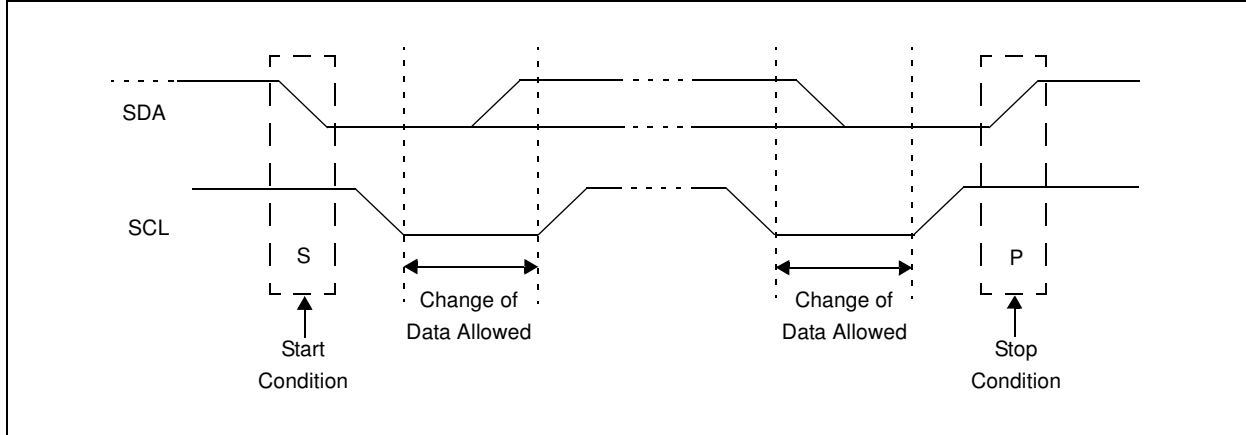 SDA
SCL
S
P
Change of
Data Allowed
Change of
Data Allowed
Start
Condition
Stop
Condition